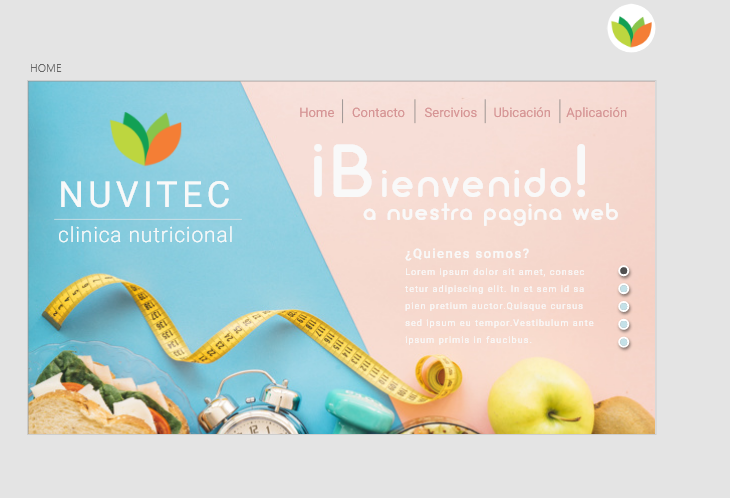 HOME
NUVITEC
clinica nutricional
Home Contacto Sercivios Ubicación Aplicación
¡Bienvenido!
a nuestra pagina web
¿Quienes somos?
Lorem ipsum dolor sit amet, consec
tetur adipiscing elit. In et sem id sa
pien pretium auctor.Quisque cursus
sed ipsum eu tempor.Vestibulum ante
ipsum primis in faucibus.